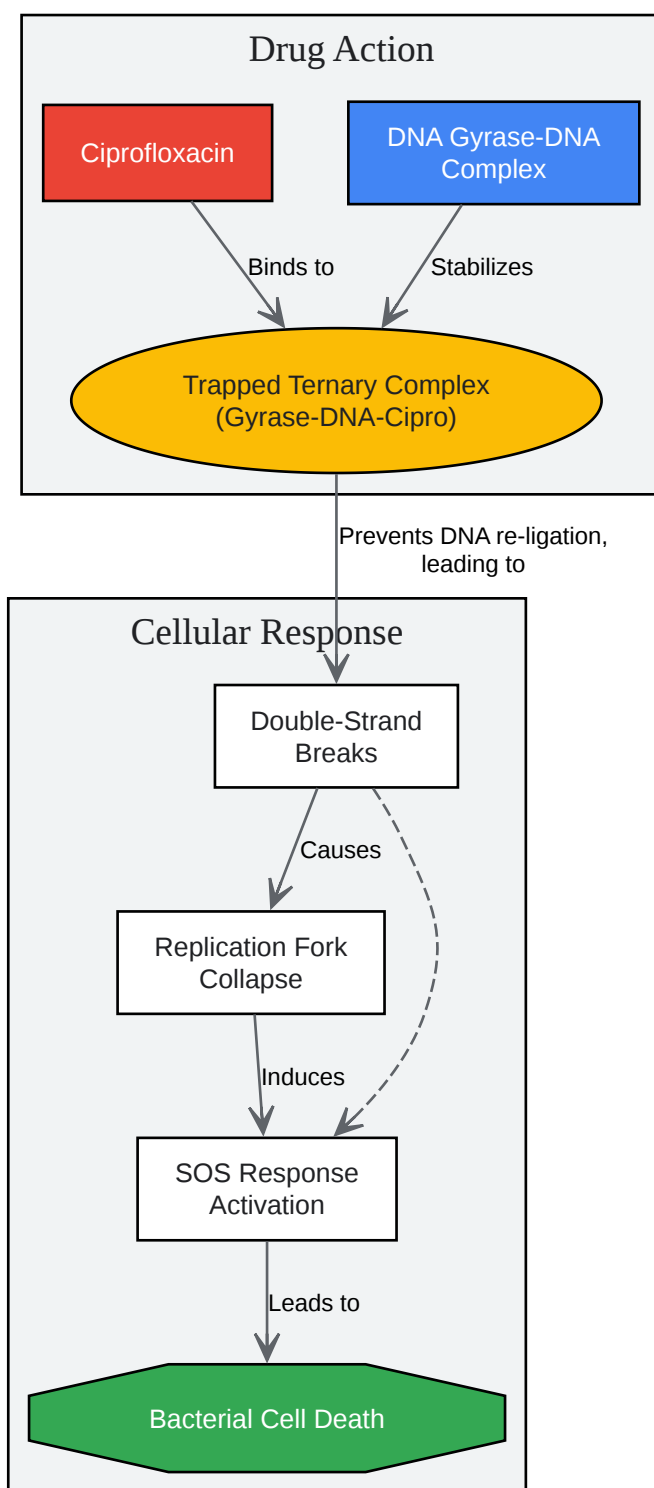 Drug Action
Ciprofloxacin
DNA Gyrase-DNA
Complex
Binds to
Stabilizes
Trapped Ternary Complex
(Gyrase-DNA-Cipro)
Prevents DNA re-ligation,
leading to
Cellular Response
Double-Strand
Breaks
Causes
Replication Fork
Collapse
Induces
SOS Response
Activation
Leads to
Bacterial Cell Death